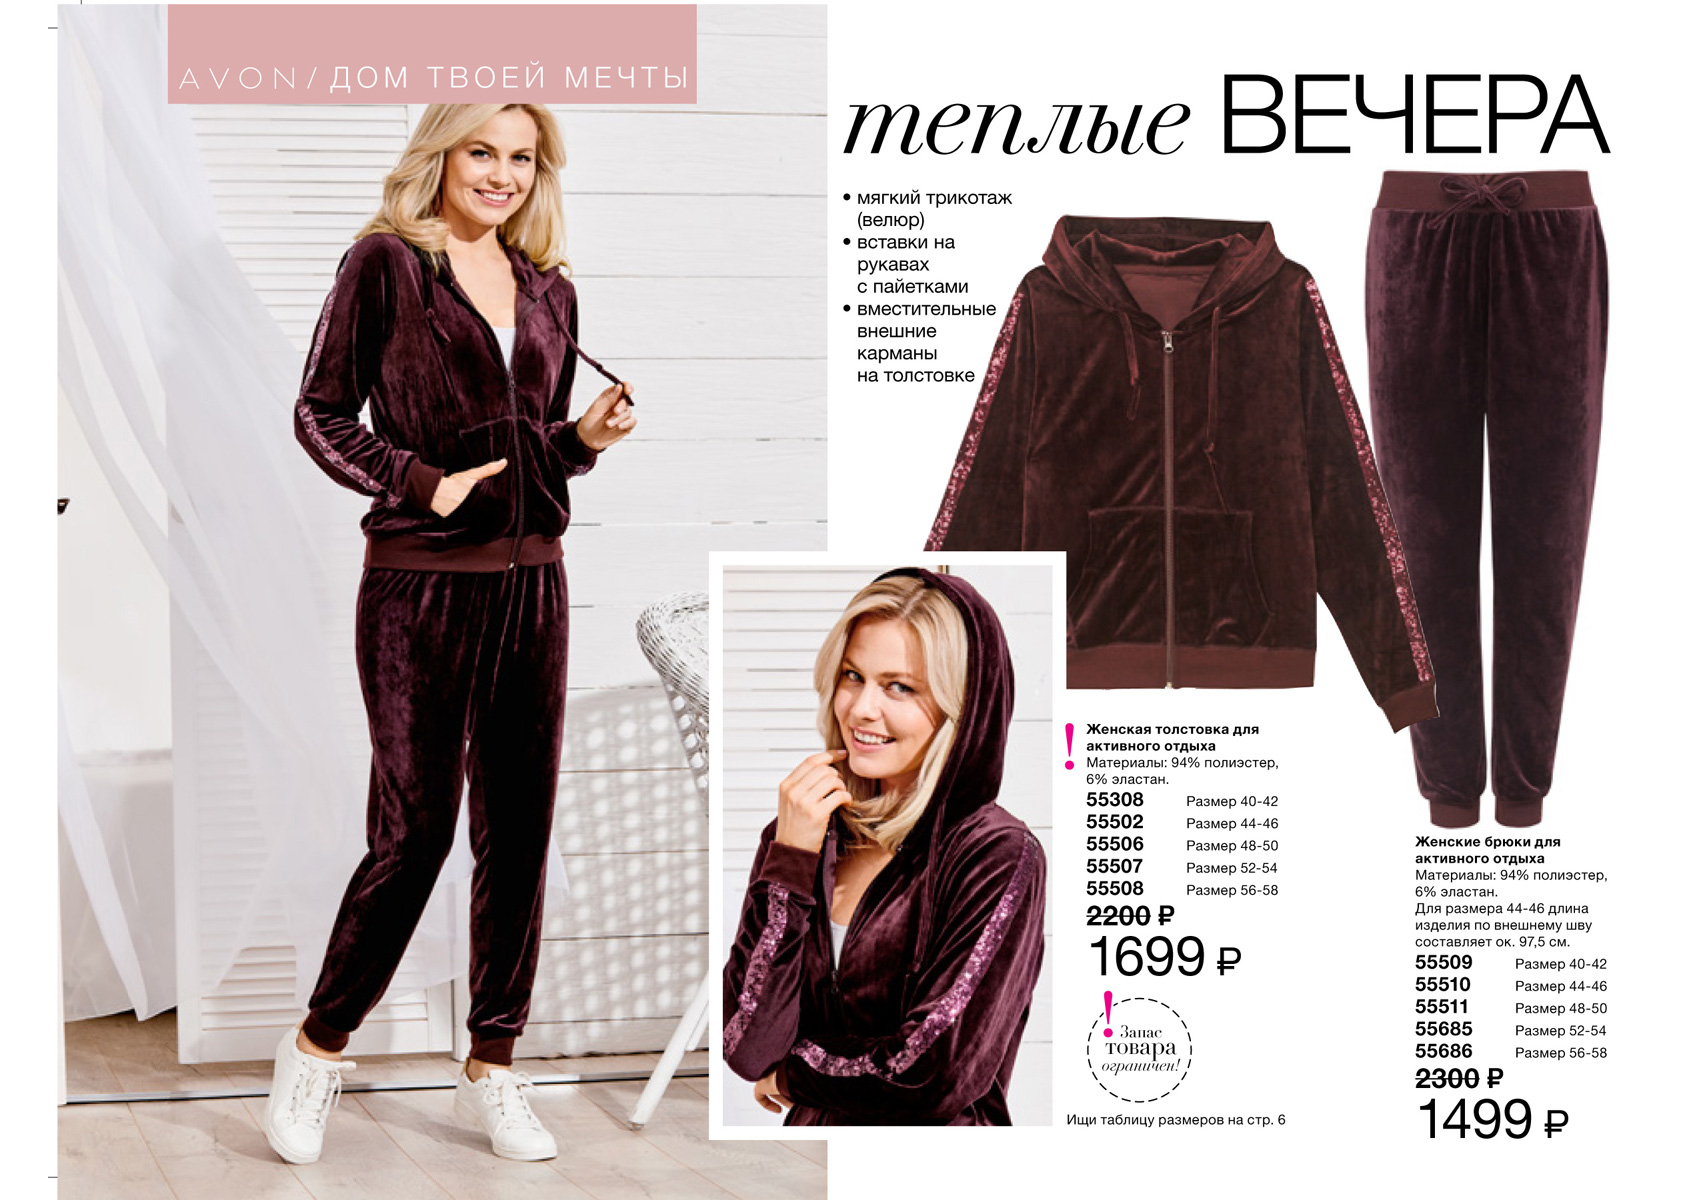 AVON / ДОМ ТВОЕЙ МЕЧТЫ
теплые ВЕЧЕРА
• мягкий трикотаж
(велюр)
• вставки на
рукавах
с пайетками
• вместительные
внешние
карманы
на толстовке
! Женская толстовка для
активного отдыха
Материалы: 94% полиэстер,
6% эластан.
55308 Размер 40-42
55502 Размер 44-46
55506 Размер 48-50
55507 Размер 52-54
55508 Размер 56-58
2200 ₽
1699 ₽
! Запас
товара
ограничен!
Ищи таблицу размеров на стр. 6
Женские брюки для
активного отдыха
Материалы: 94% полиэстер,
6% эластан.
Для размера 44-46 длина
изделия по внешнему шву
составляет ок. 97,5 см.
55509 Размер 40-42
55510 Размер 44-46
55511 Размер 48-50
55685 Размер 52-54
55686 Размер 56-58
2300 ₽
1499 ₽